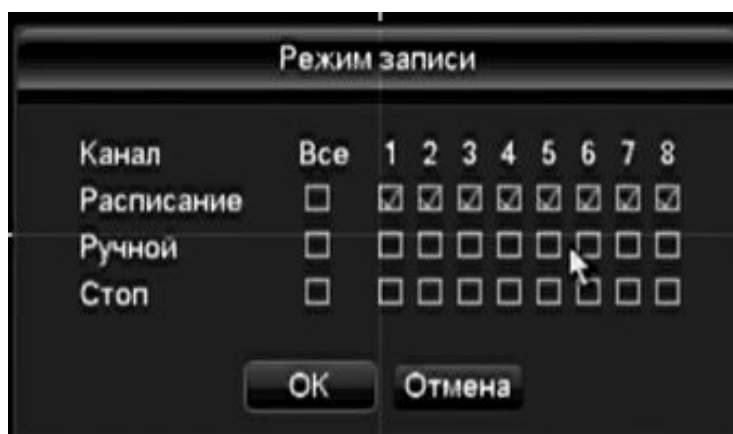 Режим записи
Канал Все 1 2 3 4 5 6 7 8
Расписание
Ручной
Стоп
OK Отмена